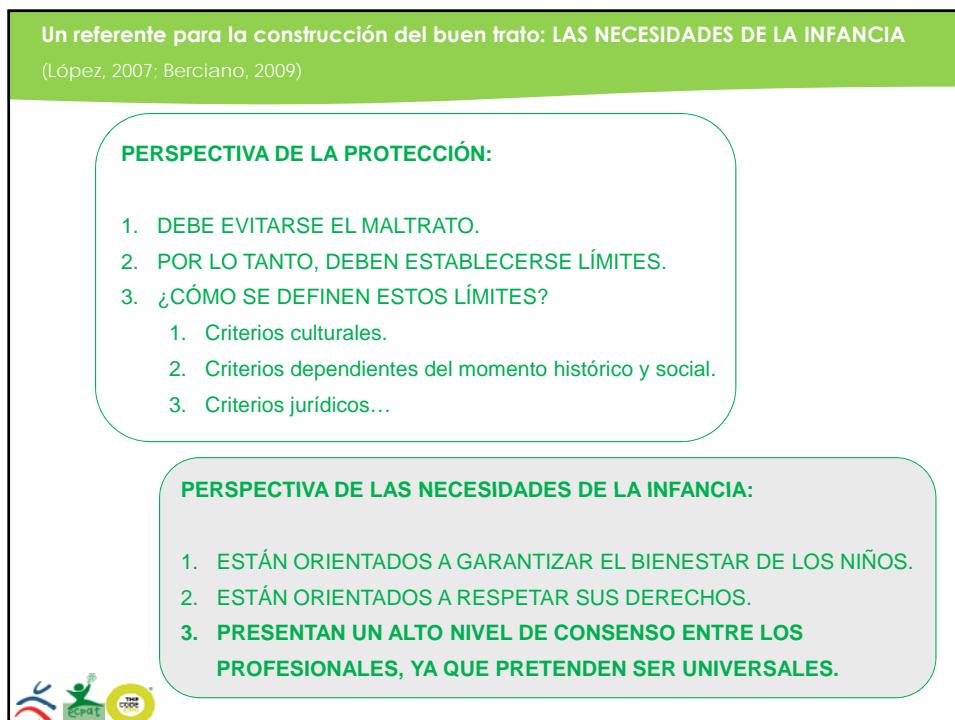 Un referente para la construcción del buen trato: LAS NECESIDADES DE LA INFANCIA
(López, 2007; Berciano, 2009)
PERSPECTIVA DE LA PROTECCIÓN:
1. DEBE EVITARSE EL MALTRATO.
2. POR LO TANTO, DEBEN ESTABLECERSE LÍMITES.
3. ¿CÓMO SE DEFINEN ESTOS LÍMITES?
1. Criterios culturales.
2. Criterios dependientes del momento histórico y social.
3. Criterios jurídicos…
PERSPECTIVA DE LAS NECESIDADES DE LA INFANCIA:
1. ESTÁN ORIENTADOS A GARANTIZAR EL BIENESTAR DE LOS NIÑOS.
2. ESTÁN ORIENTADOS A RESPETAR SUS DERECHOS.
3. PRESENTAN UN ALTO NIVEL DE CONSENSO ENTRE LOS
PROFESIONALES, YA QUE PRETENDEN SER UNIVERSALES.
ecpat
THE
CODE